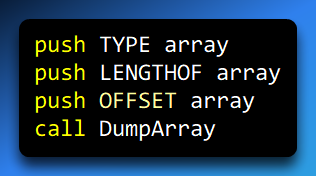 push TYPE array
push LENGTHOF array
push OFFSET array
call DumpArray